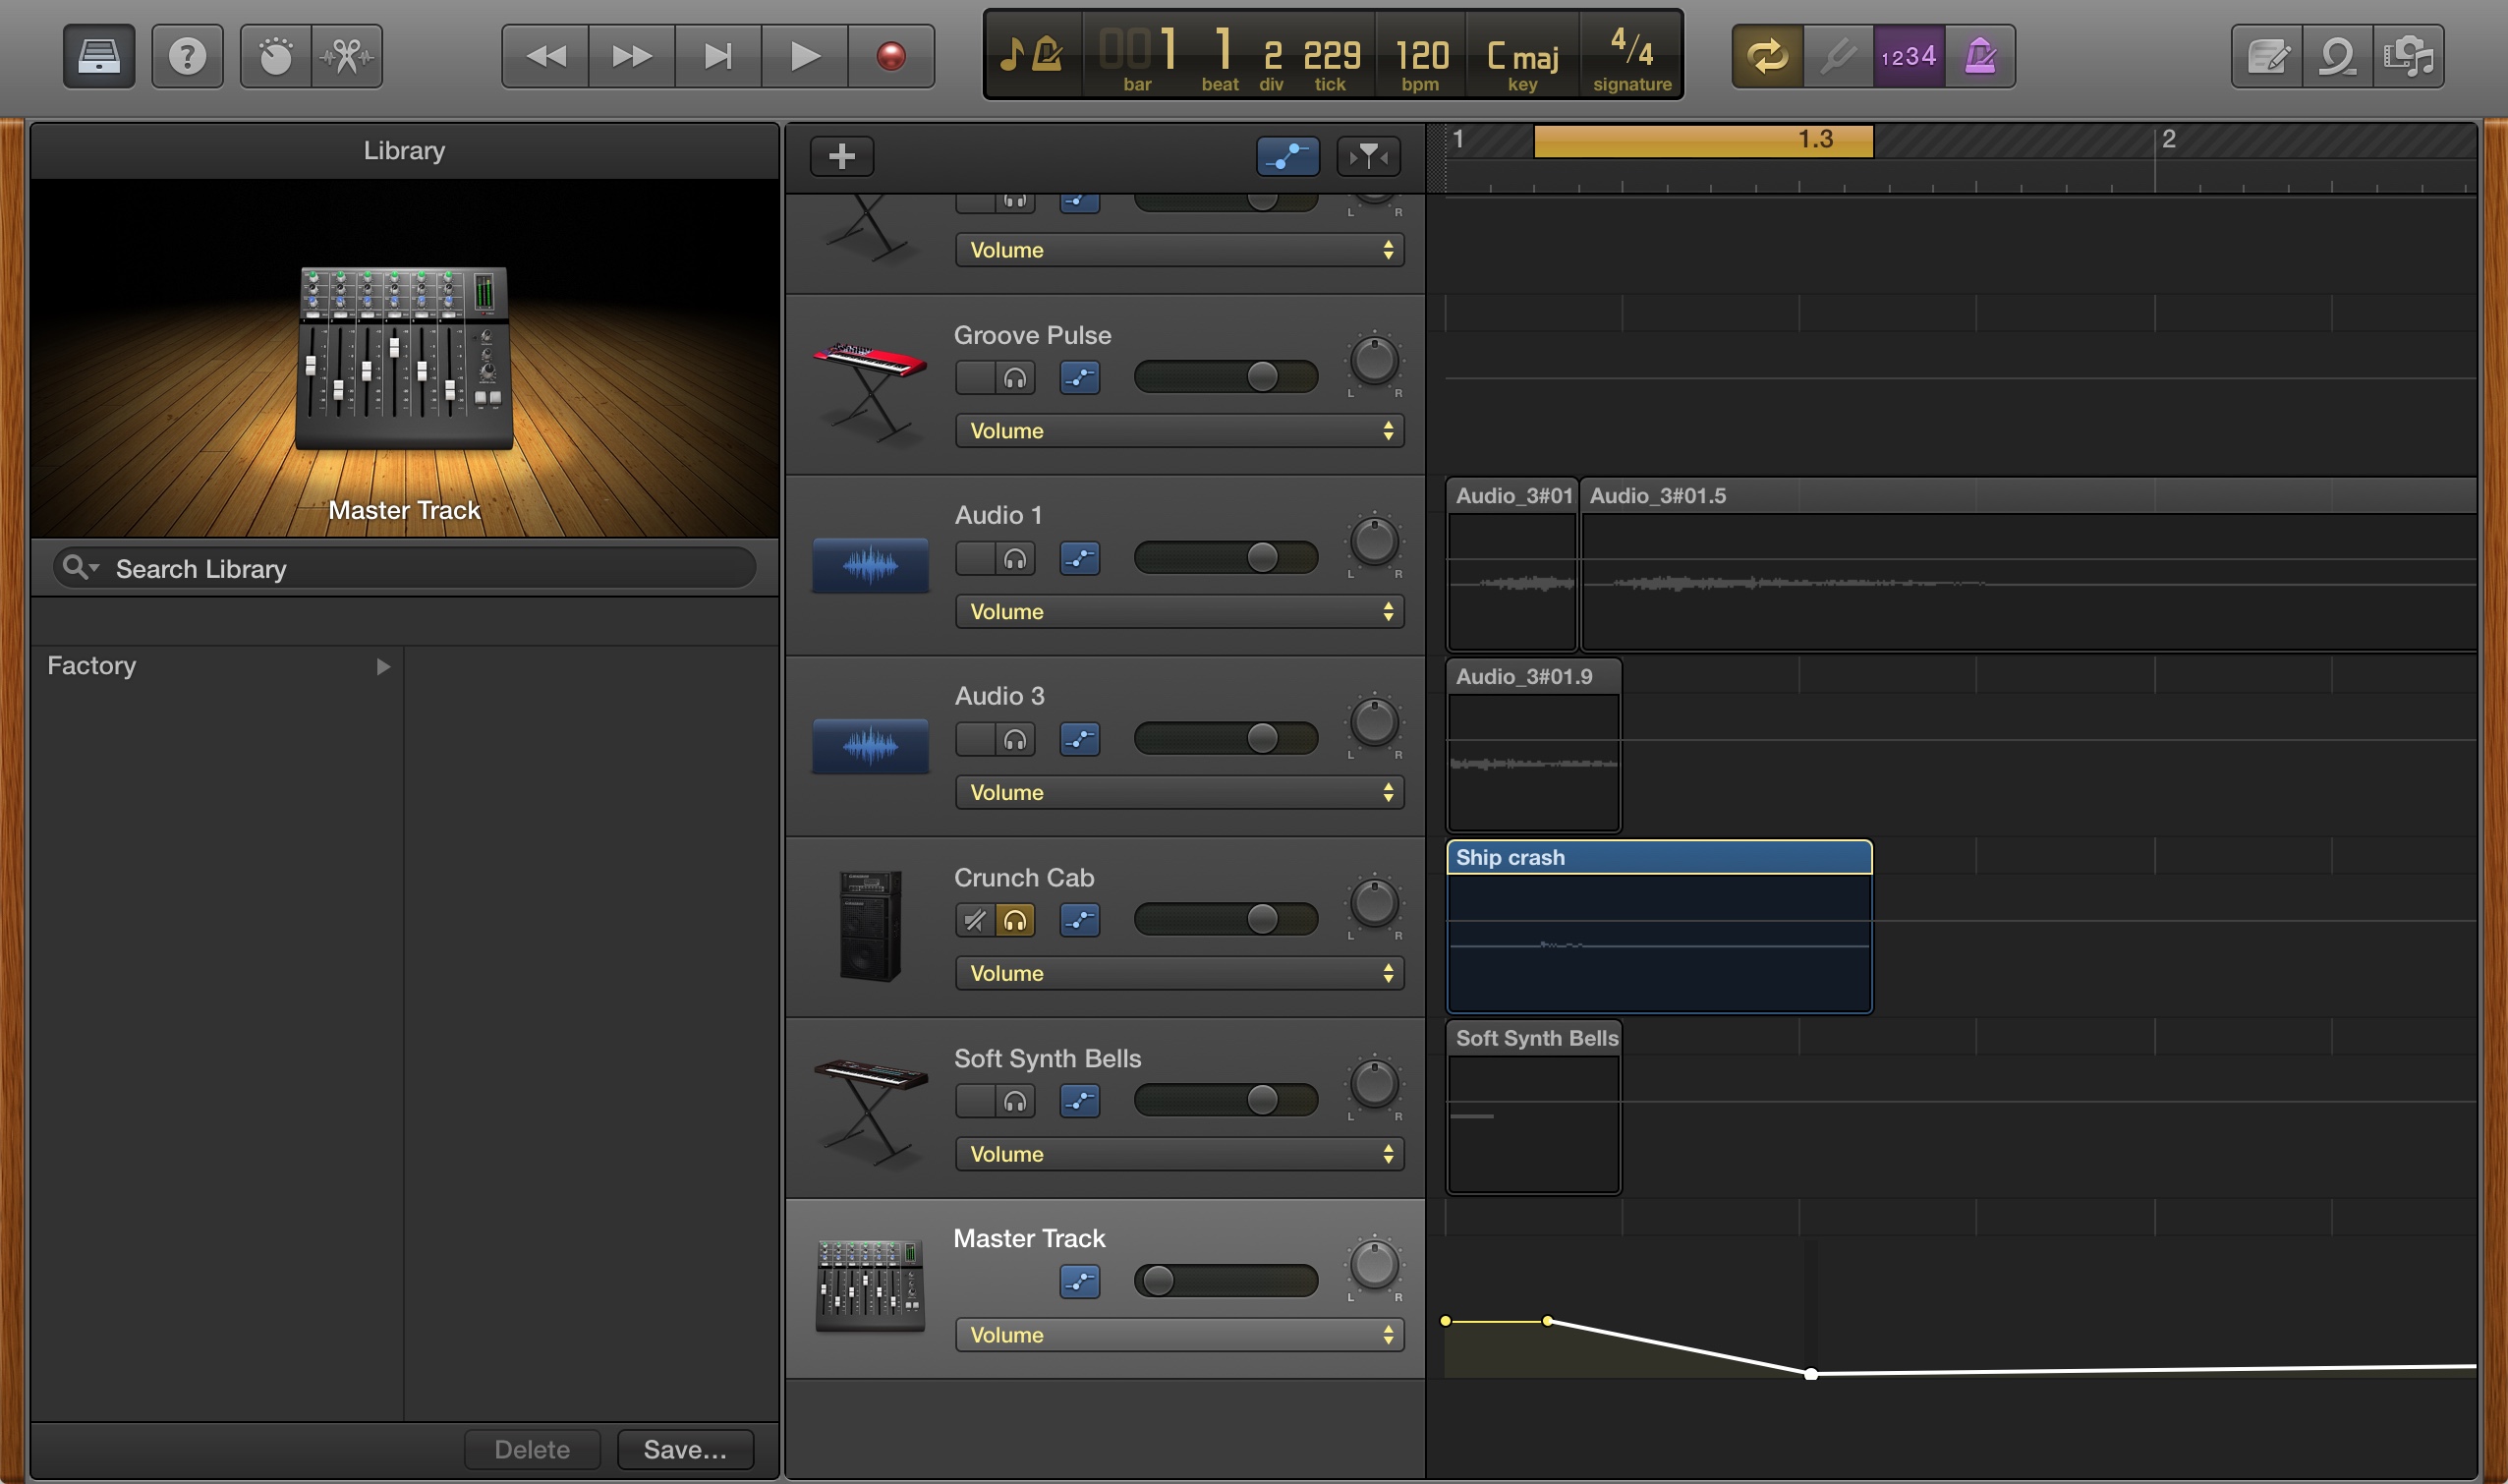 001 1 2 229 120 C maj 4/4
bar beat div tick bpm key signature
1234
Library
Master Track
Search Library
Factory
Delete Save...
1 1.3 2
L R
Volume
Groove Pulse
L R
Volume
Audio 1
L R
Volume
Audio_3#01 Audio_3#01.5
Audio 3
L R
Volume
Audio_3#01.9
Crunch Cab
L R
Volume
Ship crash
Soft Synth Bells
L R
Volume
Soft Synth Bells
Master Track
L R
Volume